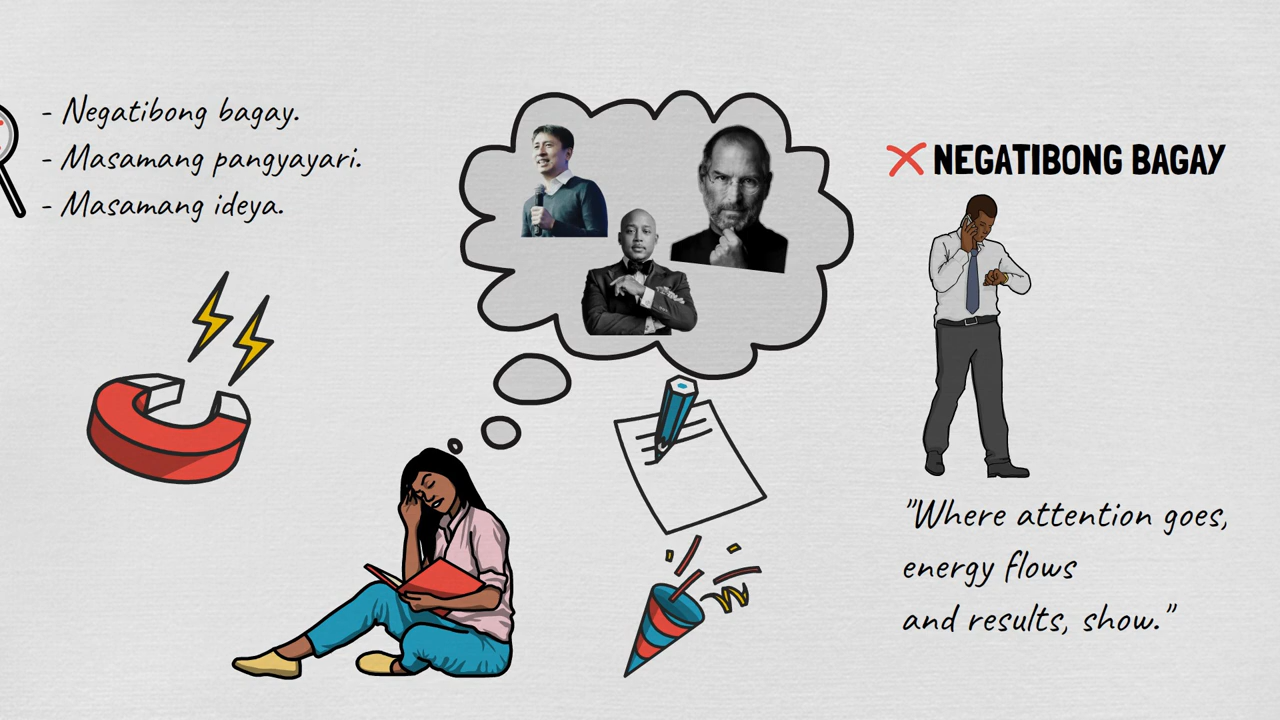 - Negatibong bagay.
- Masamang pangyayari.
- Masamang ideya.
NEGATIBONG BAGAY
"Where attention goes,
energy flows
and results, show."